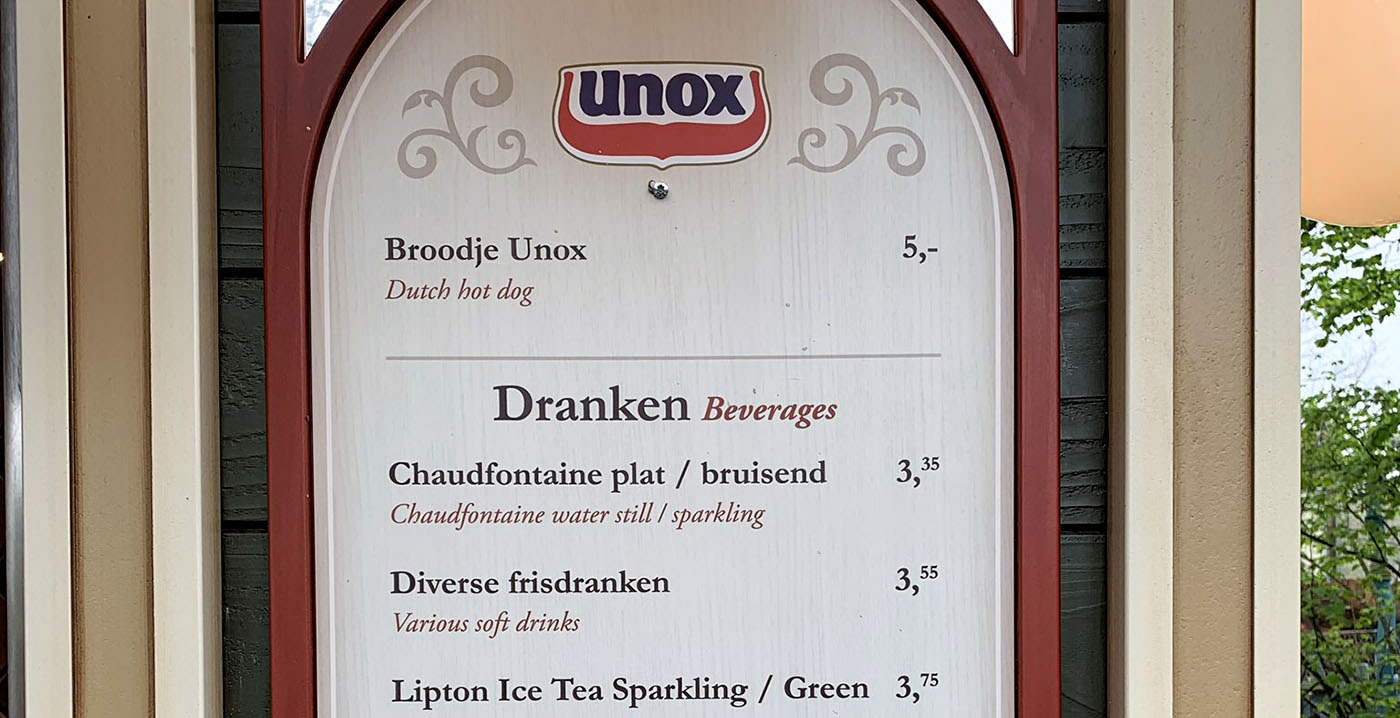 unox
Broodje Unox 5,-
Dutch hot dog
Dranken Beverages
Chaudfontaine plat / bruisend 3,35
Chaudfontaine water still / sparkling
Diverse frisdranken 3,55
Various soft drinks
Lipton Ice Tea Sparkling / Green 3,75